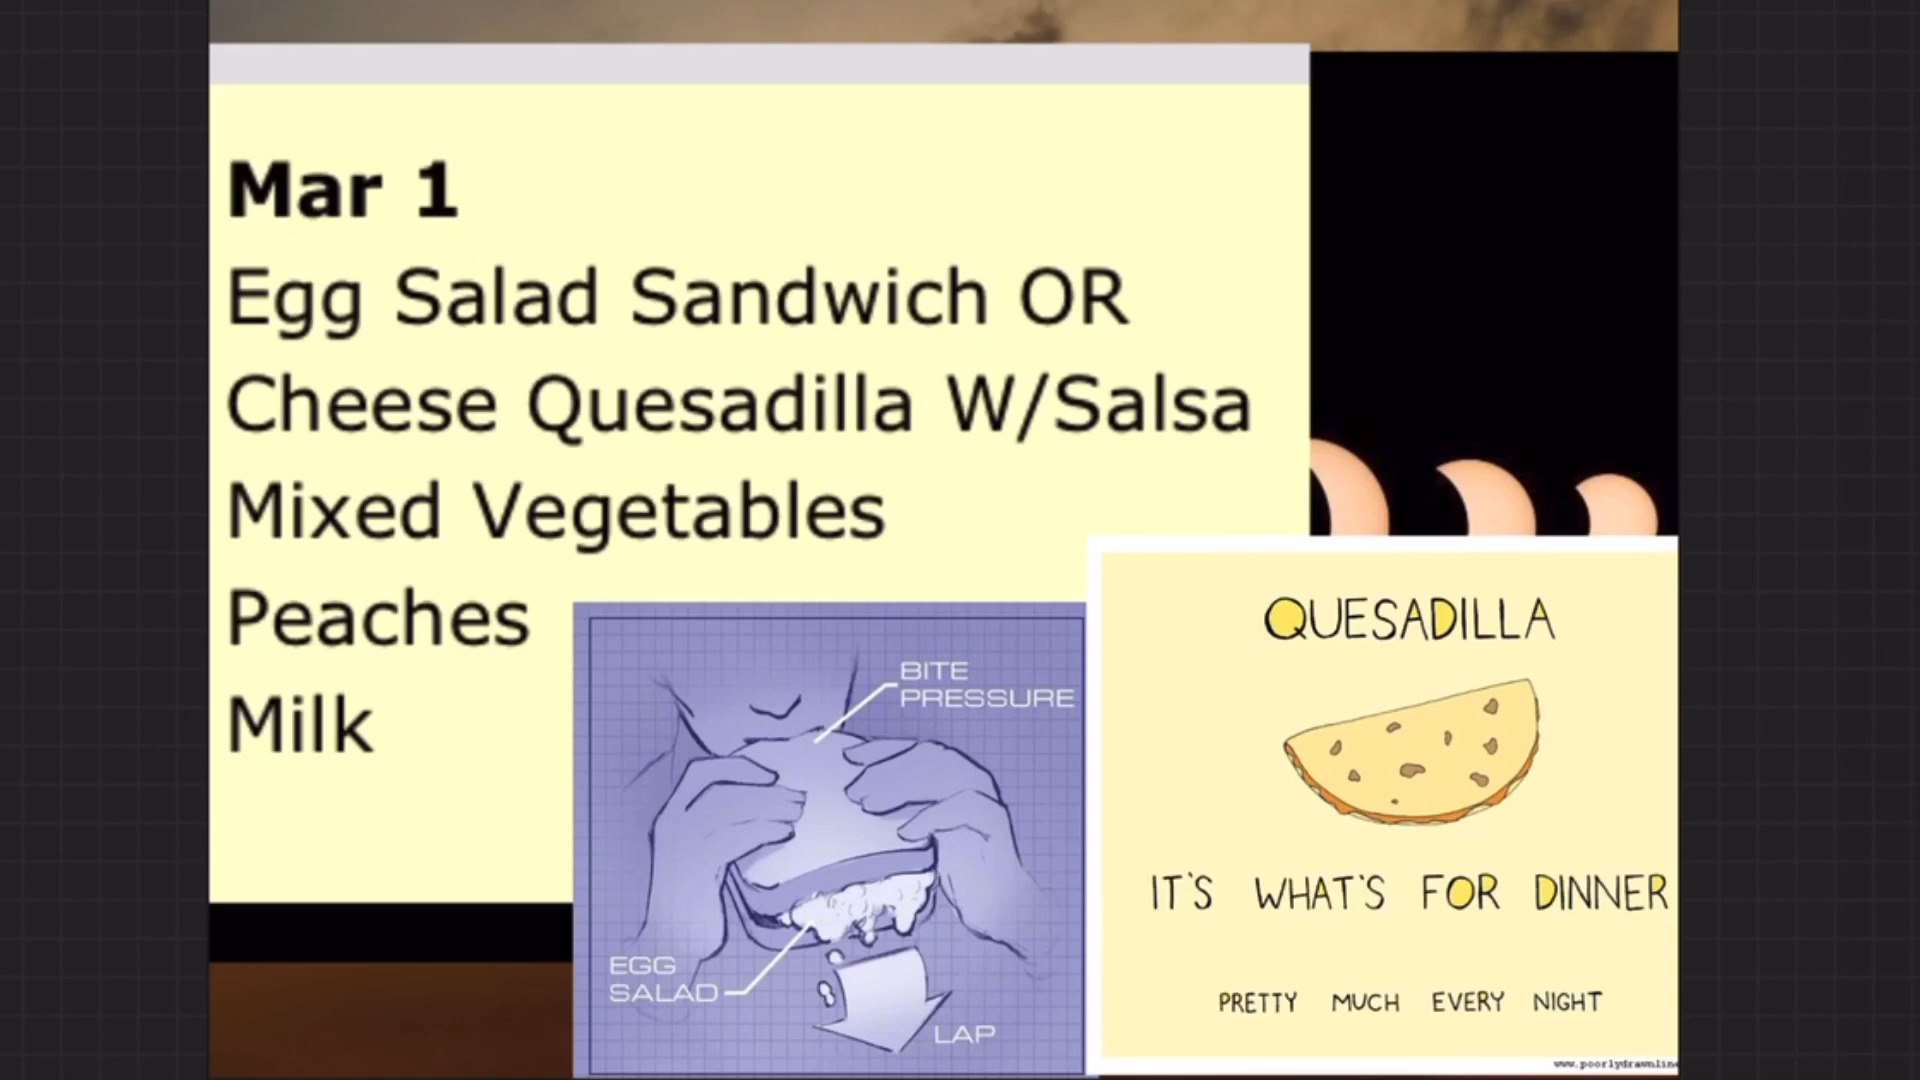 Mar 1
Egg Salad Sandwich OR
Cheese Quesadilla W/Salsa
Mixed Vegetables
Peaches
Milk
BITE
PRESSURE
EGG
SALAD
LAP
QUESADILLA
IT'S WHAT'S FOR DINNER
PRETTY MUCH EVERY NIGHT